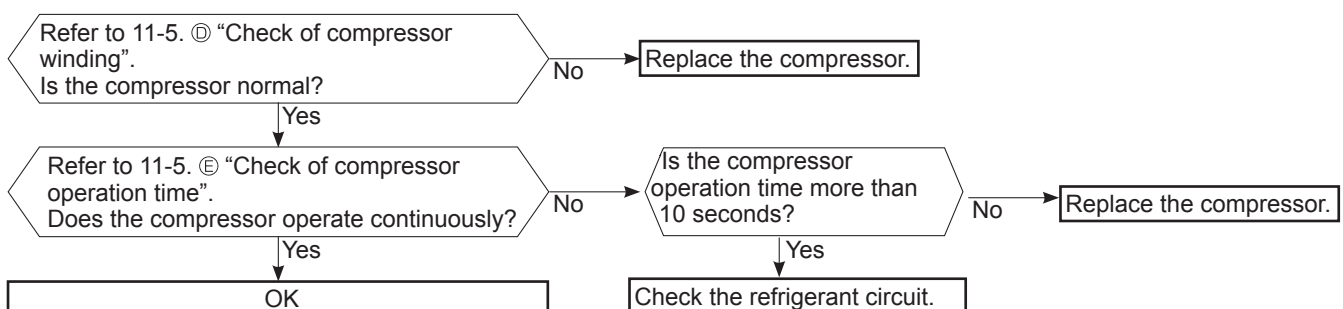 Refer to 11-5. Ⓓ “Check of compressor
winding”.
Is the compressor normal?
No
Replace the compressor.
Yes
Refer to 11-5. Ⓔ “Check of compressor
operation time”.
Does the compressor operate continuously?
No
Is the compressor
operation time more than
10 seconds?
No
Replace the compressor.
Yes
Yes
OK
Check the refrigerant circuit.